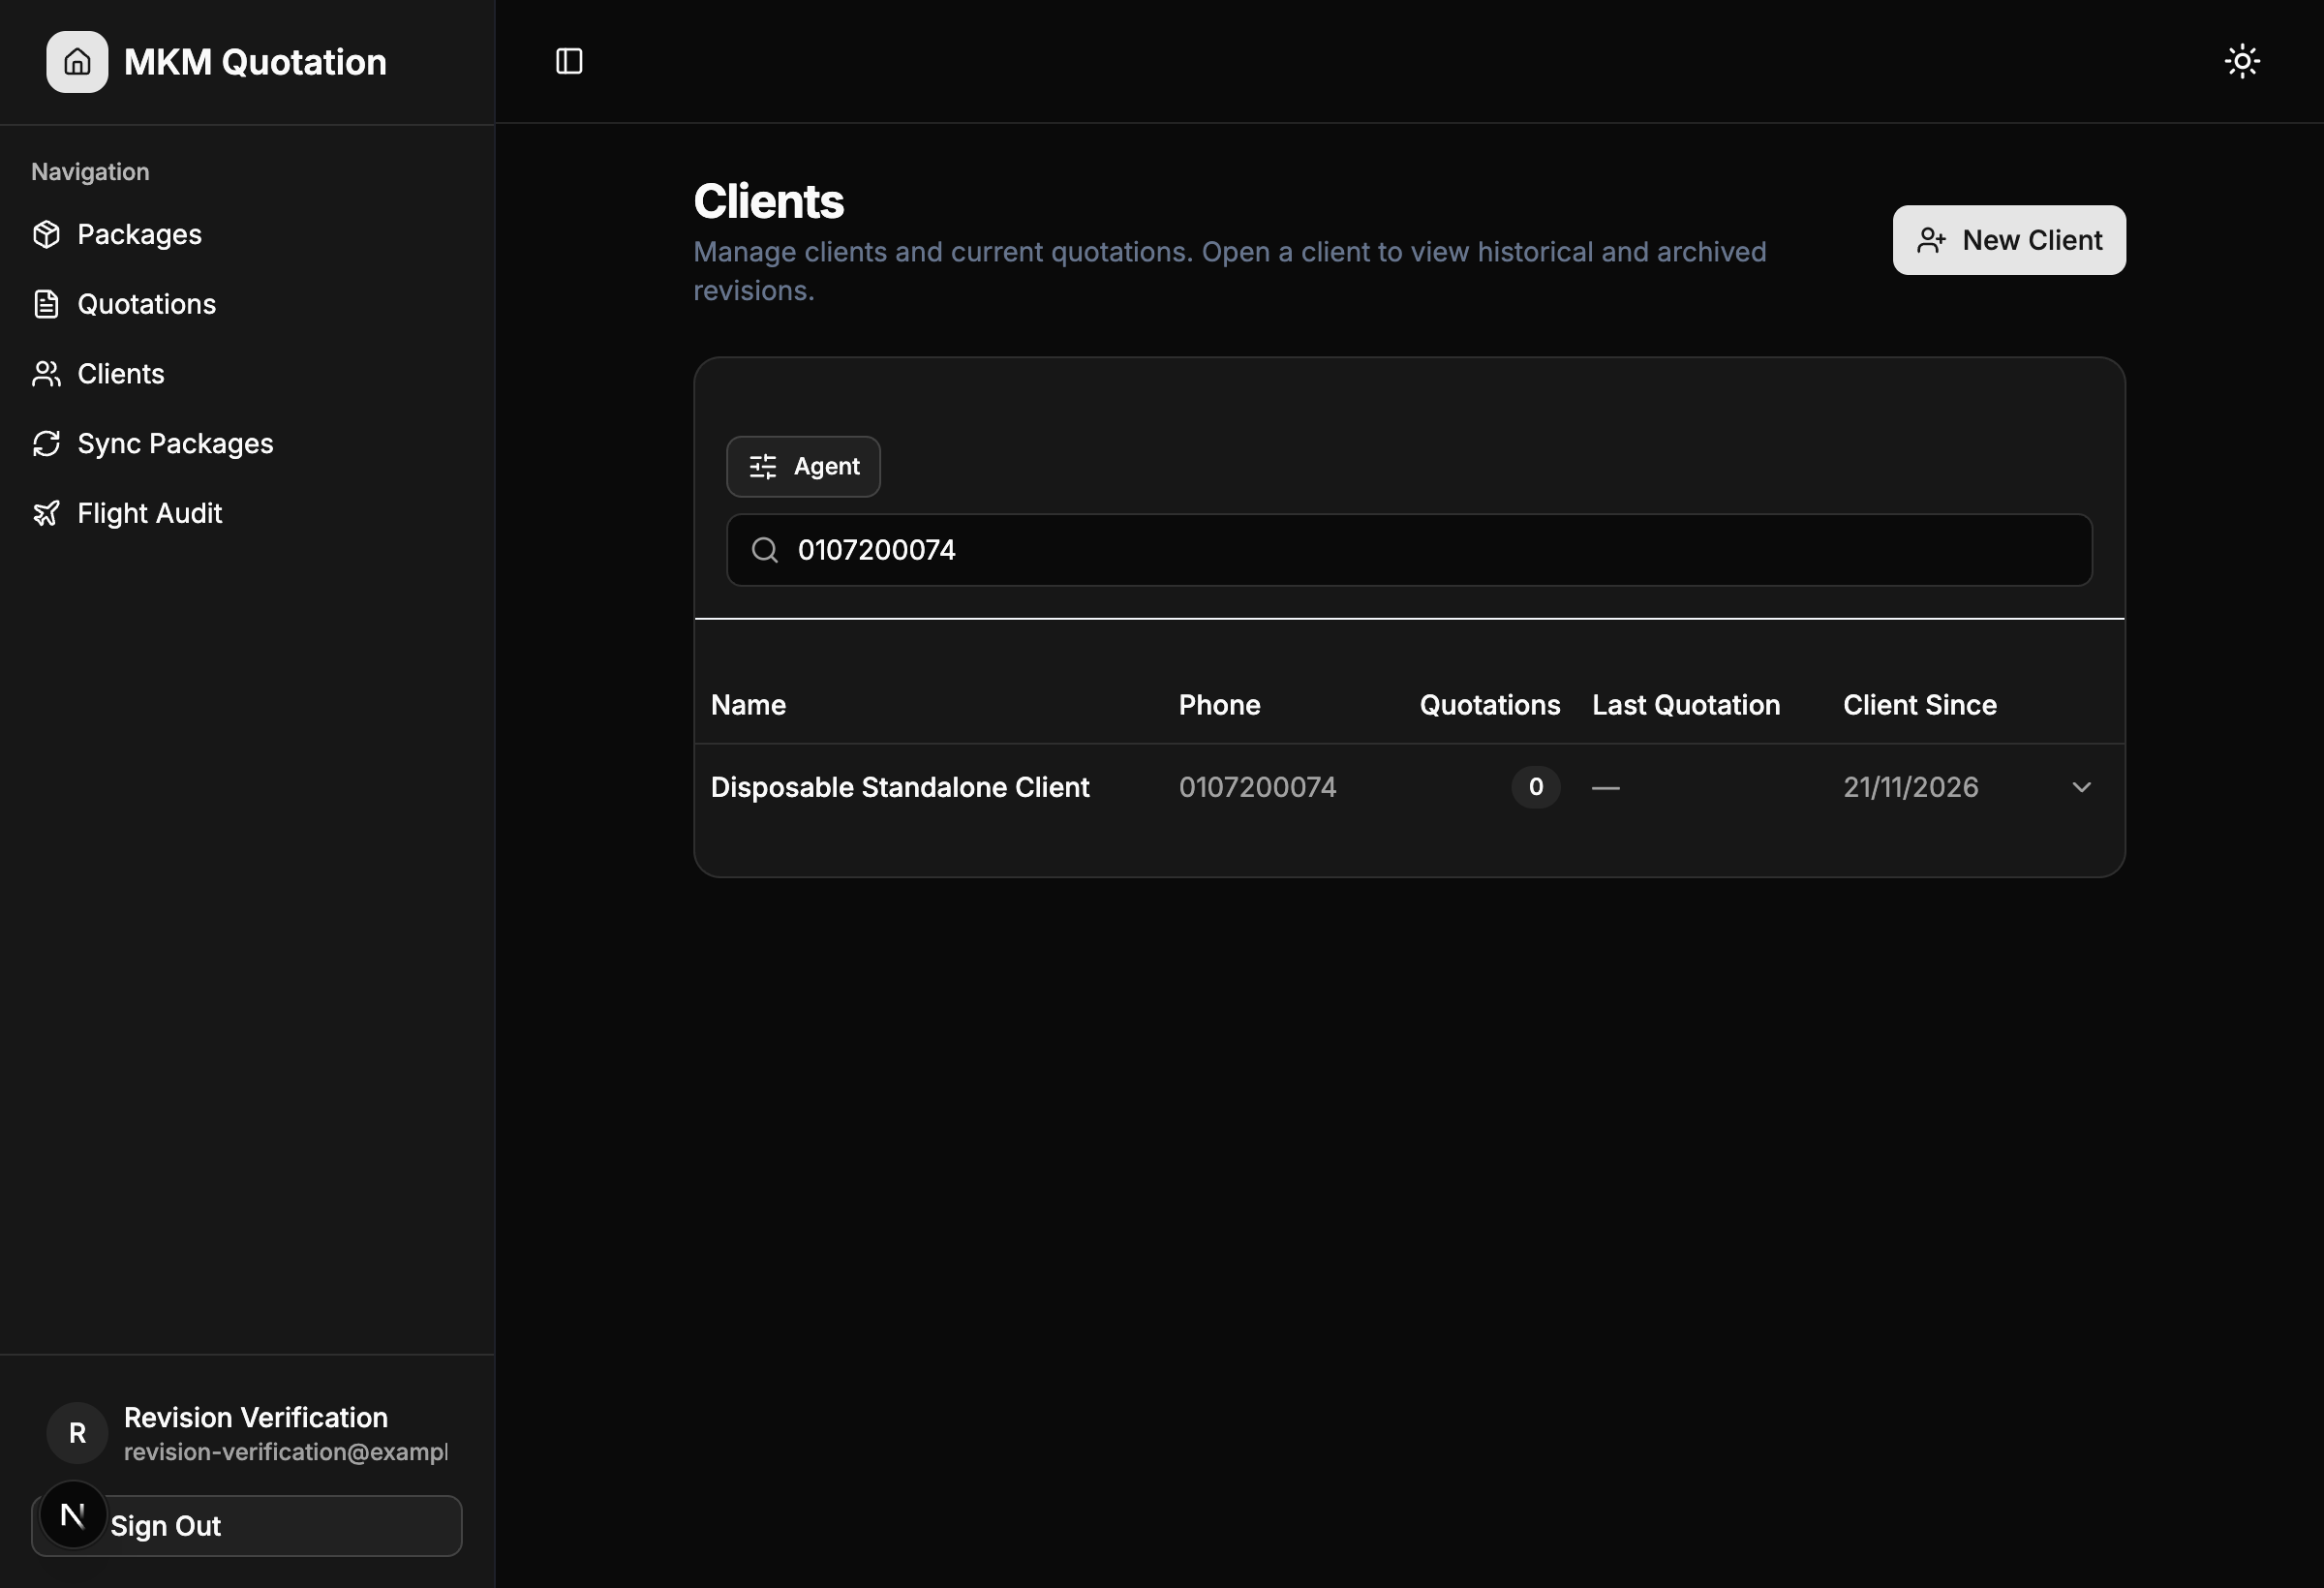 MKM Quotation
Navigation
Packages
Quotations
Clients
Sync Packages
Flight Audit
Revision Verification
R
revision-verification@exampl
N
Sign Out
Clients
Manage clients and current quotations. Open a client to view historical and archived
revisions.
New Client
Agent
0107200074
Name Phone Quotations Last Quotation Client Since
Disposable Standalone Client 0107200074 0 — 21/11/2026